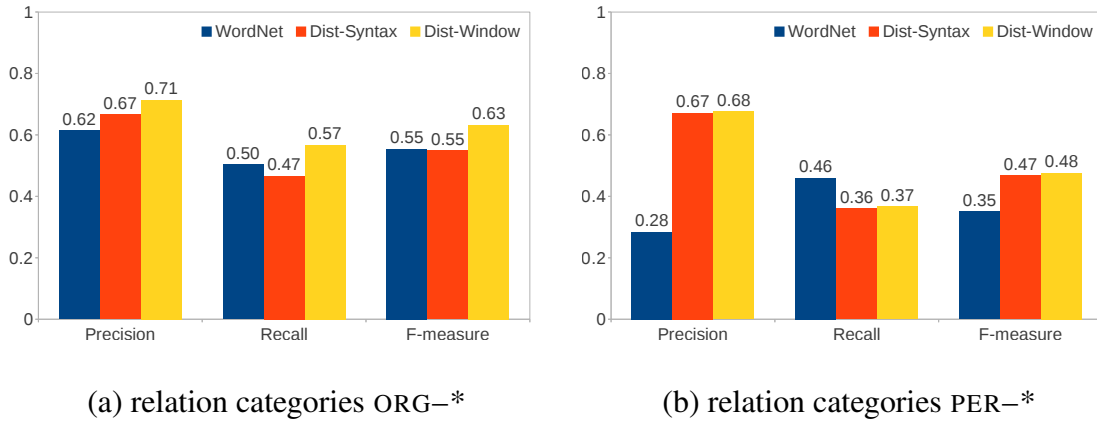 1
WordNet Dist-Syntax Dist-Window
0.8
0.6
0.4
0.2
0
0.62 0.67 0.71
0.50 0.47 0.57
0.55 0.55 0.63
Precision Recall F-measure
(a) relation categories ORG–*
1
WordNet Dist-Syntax Dist-Window
0.8
0.6
0.4
0.2
0
0.28 0.67 0.68
0.46 0.36 0.37
0.35 0.47 0.48
Precision Recall F-measure
(b) relation categories PER–*